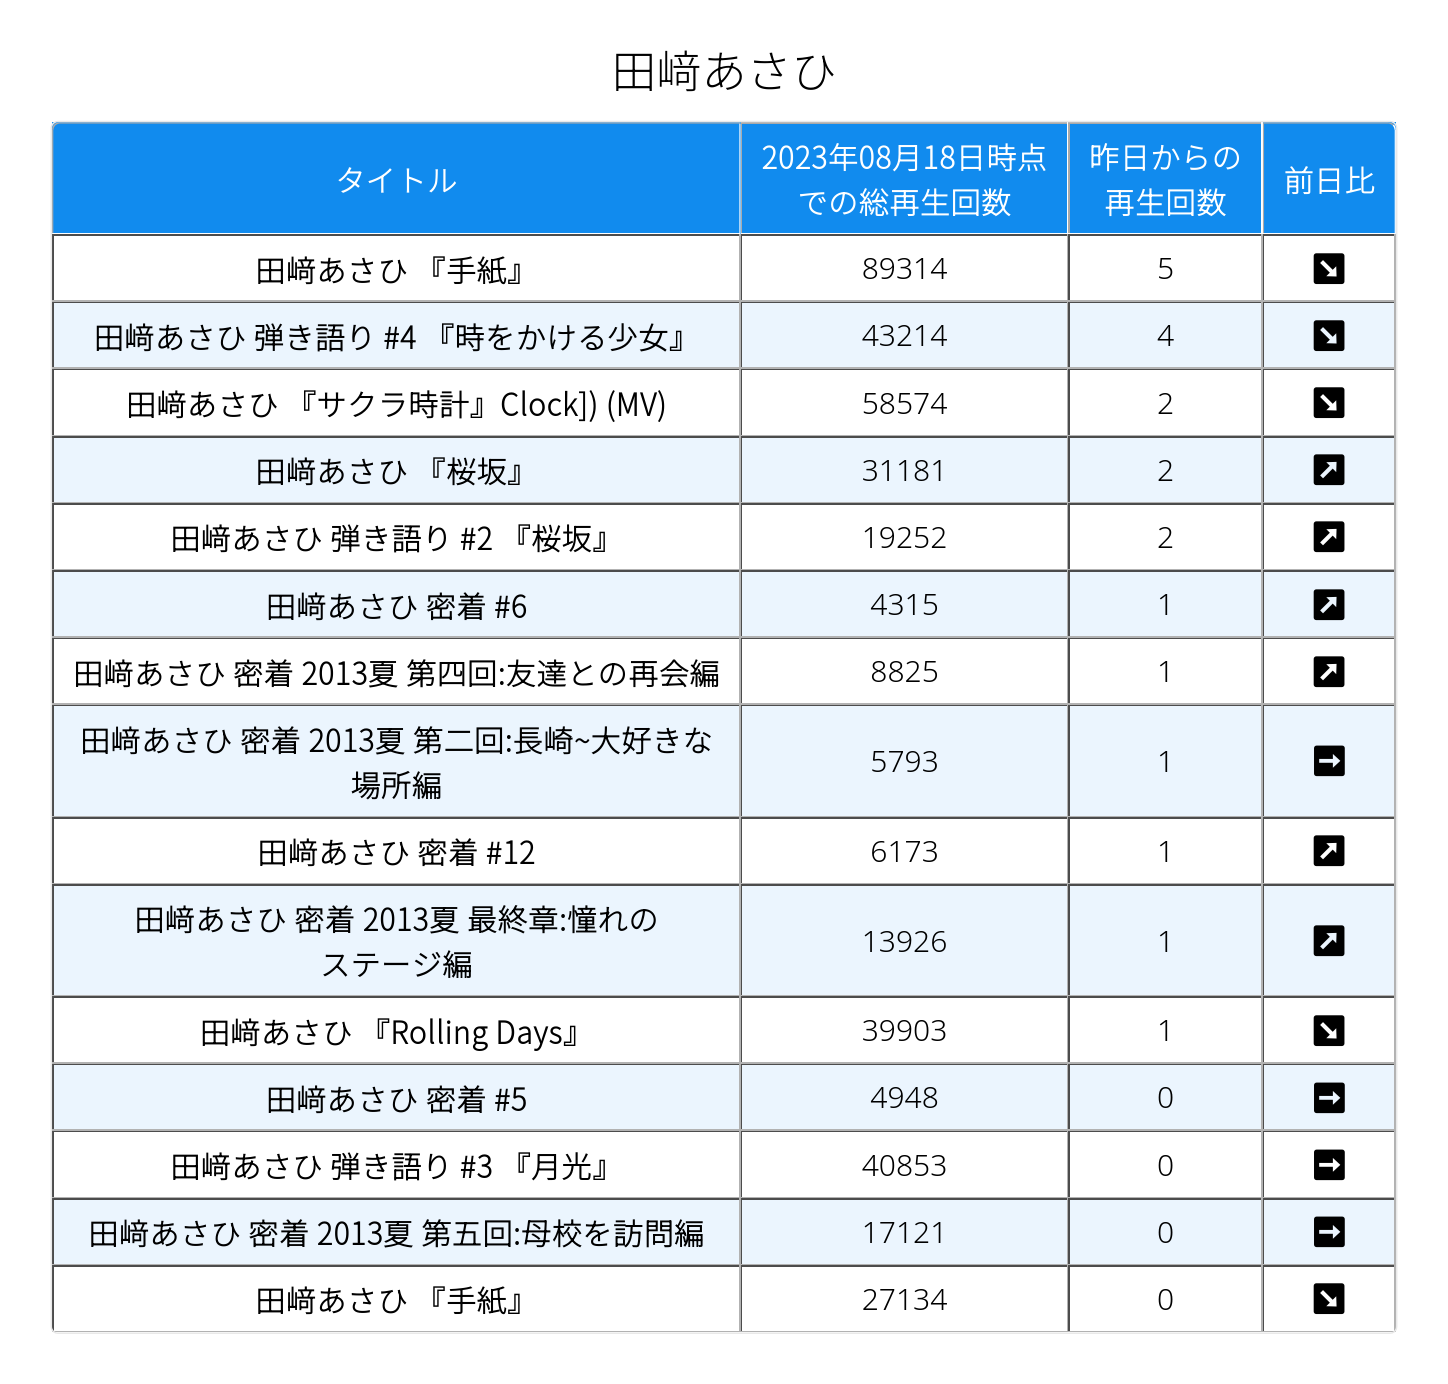 田﨑あさひ
タイトル
2023年08月18日時点
での総再生回数
昨日からの
再生回数
前日比
田﨑あさひ 『手紙』 89314 5
田﨑あさひ 弾き語り #4 『時をかける少女』 43214 4
田﨑あさひ 『サクラ時計』Clock]) (MV) 58574 2
田﨑あさひ 『桜坂』 31181 2
田﨑あさひ 弾き語り #2 『桜坂』 19252 2
田﨑あさひ 密着 #6 4315 1
田﨑あさひ 密着 2013夏 第四回:友達との再会編 8825 1
田﨑あさひ 密着 2013夏 第二回:長崎~大好きな
場所編 5793 1
田﨑あさひ 密着 #12 6173 1
田﨑あさひ 密着 2013夏 最終章:憧れの
ステージ編 13926 1
田﨑あさひ 『Rolling Days』 39903 1
田﨑あさひ 密着 #5 4948 0
田﨑あさひ 弾き語り #3 『月光』 40853 0
田﨑あさひ 密着 2013夏 第五回:母校を訪問編 17121 0
田﨑あさひ 『手紙』 27134 0